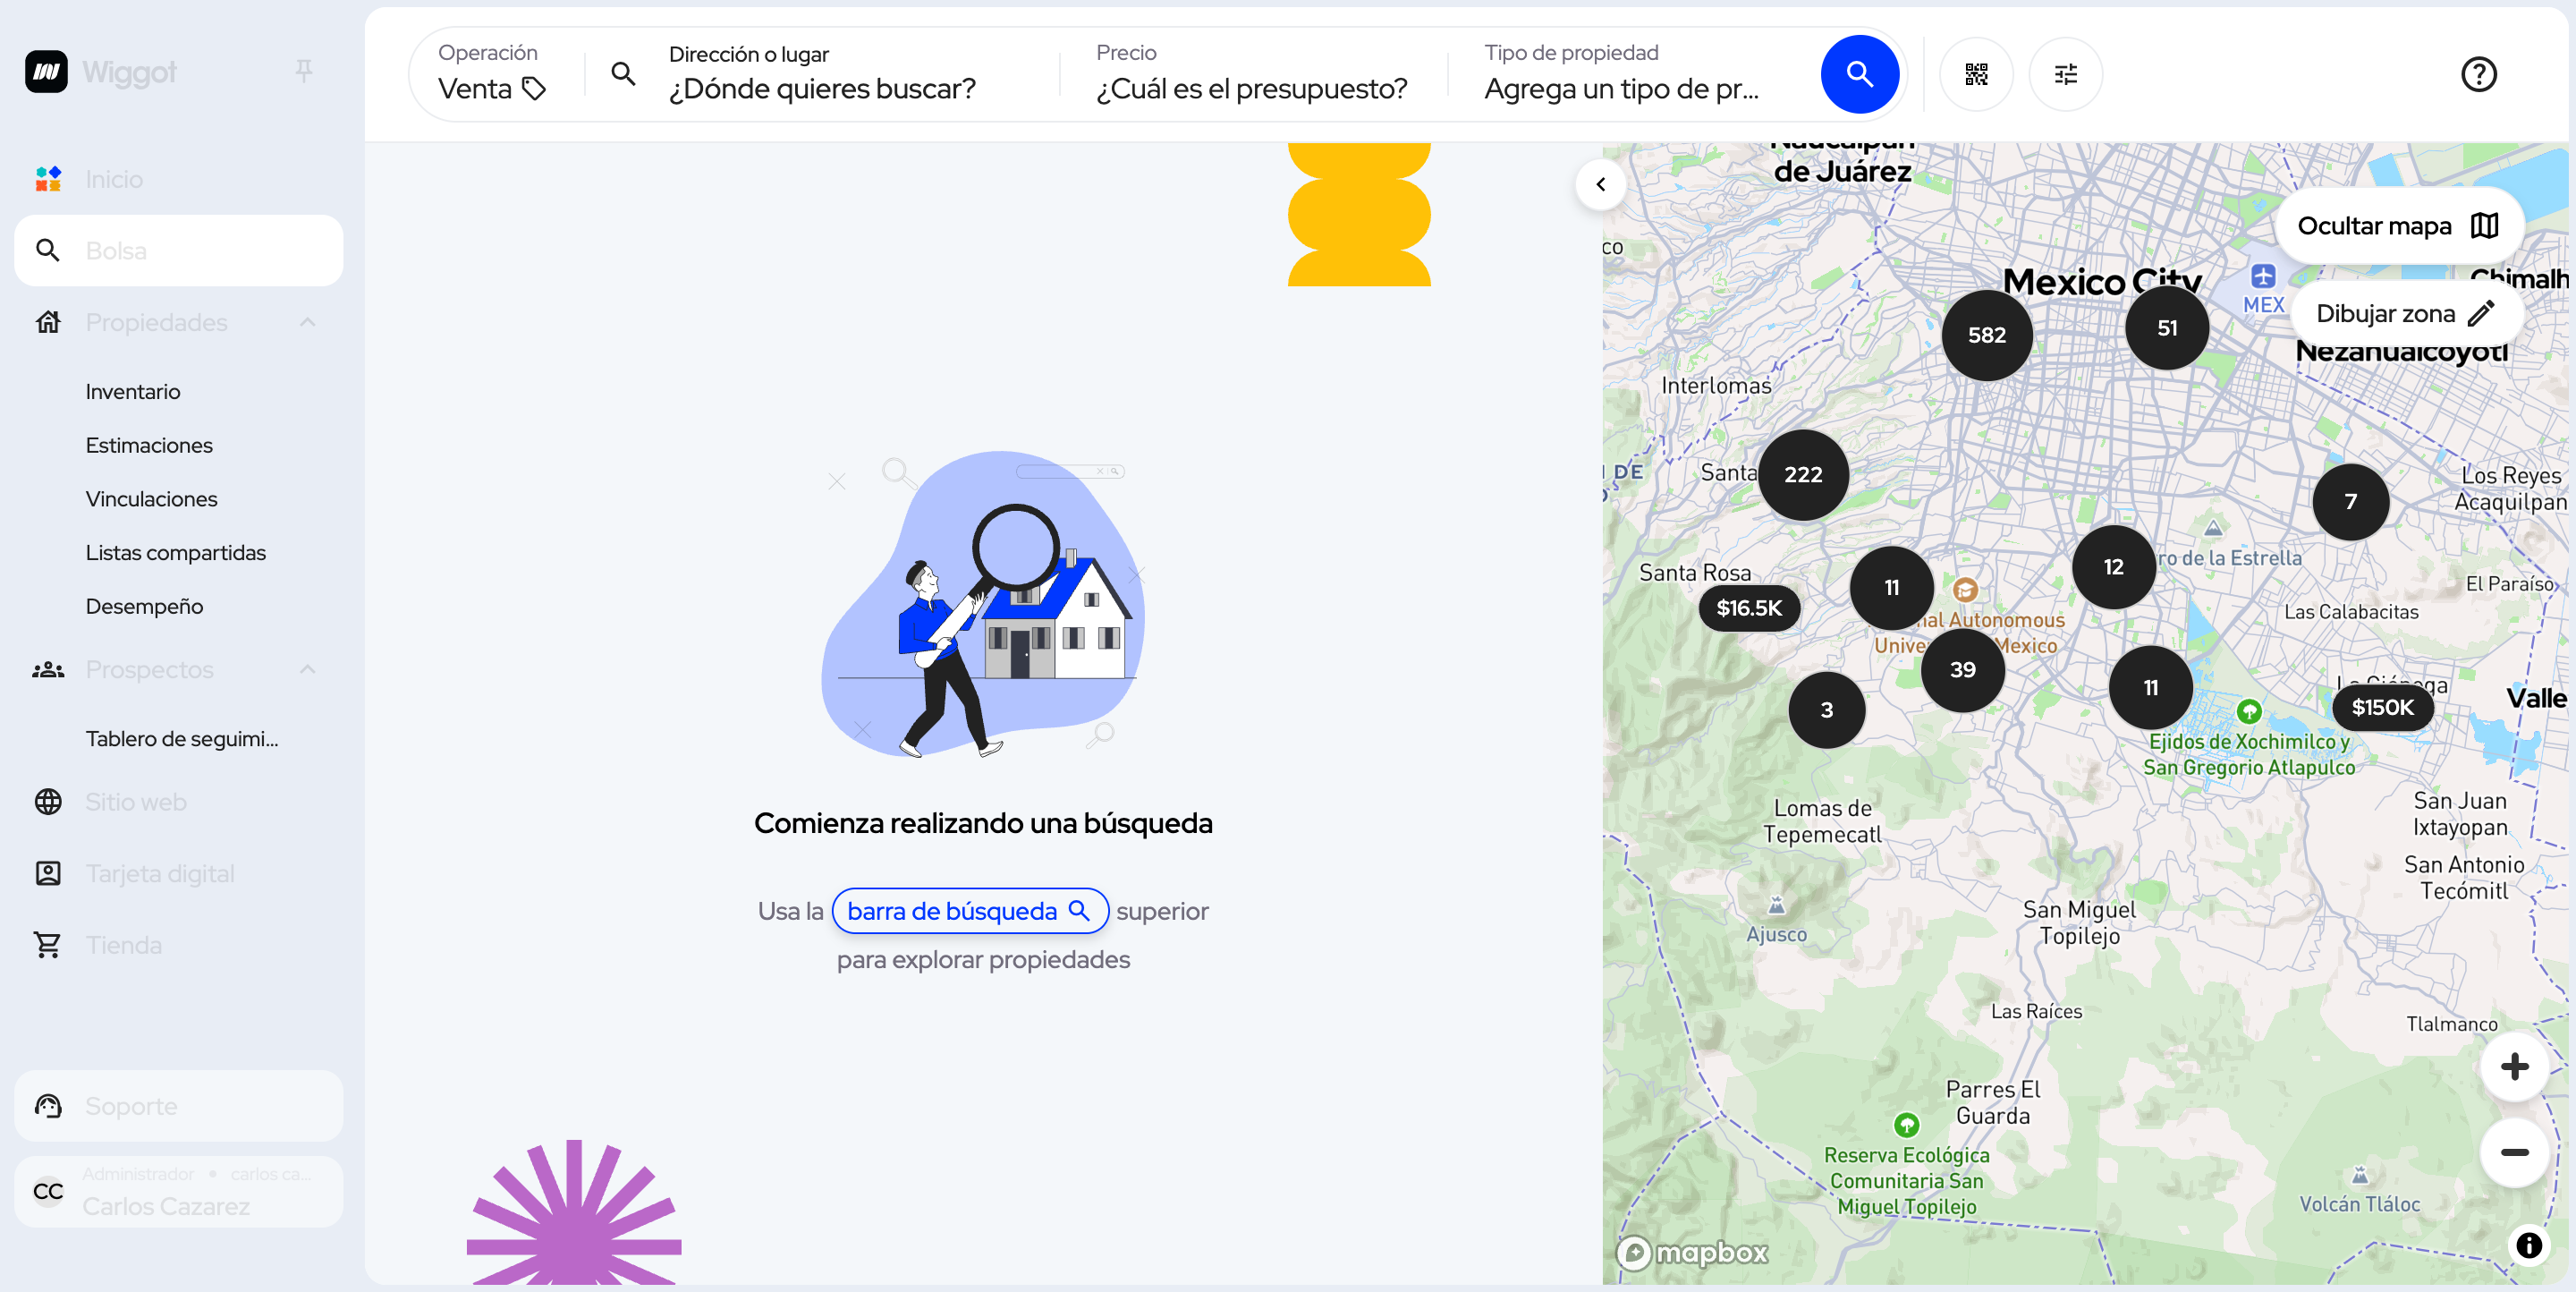 Wiggot
Inicio
Bolsa
Propiedades
Inventario
Estimaciones
Vinculaciones
Listas compartidas
Desempeño
Prospectos
Tablero de seguimi...
Sitio web
Tarjeta digital
Tienda
Soporte
CC
Administrador • carlos ca...
Carlos Cazarez
Operación
Venta
Dirección o lugar
¿Dónde quieres buscar?
Precio
¿Cuál es el presupuesto?
Tipo de propiedad
Agrega un tipo de pr...
Comienza realizando una búsqueda
Usa la barra de búsqueda superior
para explorar propiedades
Naucalpan
de Juárez
Ocultar mapa
Mexico City
MEX
Chimalh
Dibujar zona
Nezahualcóyotl
582
51
co
Interlomas
Santa
222
DE
7
Los Reyes
Acaquilpan
12
ro de la Estrella
Santa Rosa
11
$16.5K
El Paraíso
Las Calabacitas
nal Autonomous
Unive Mexico
39
11
3
La Ciénega
$150K
Valle
Ejidos de Xochimilco y
San Gregorio Atlapulco
Lomas de
Tepemecatl
San Juan
Ixtayopan
San Antonio
Tecómitl
Ajusco
San Miguel
Topilejo
Las Raíces
Tlalmanco
Parres El
Guarda
Reserva Ecológica
Comunitaria San
Miguel Topilejo
Volcán Tláloc
mapbox